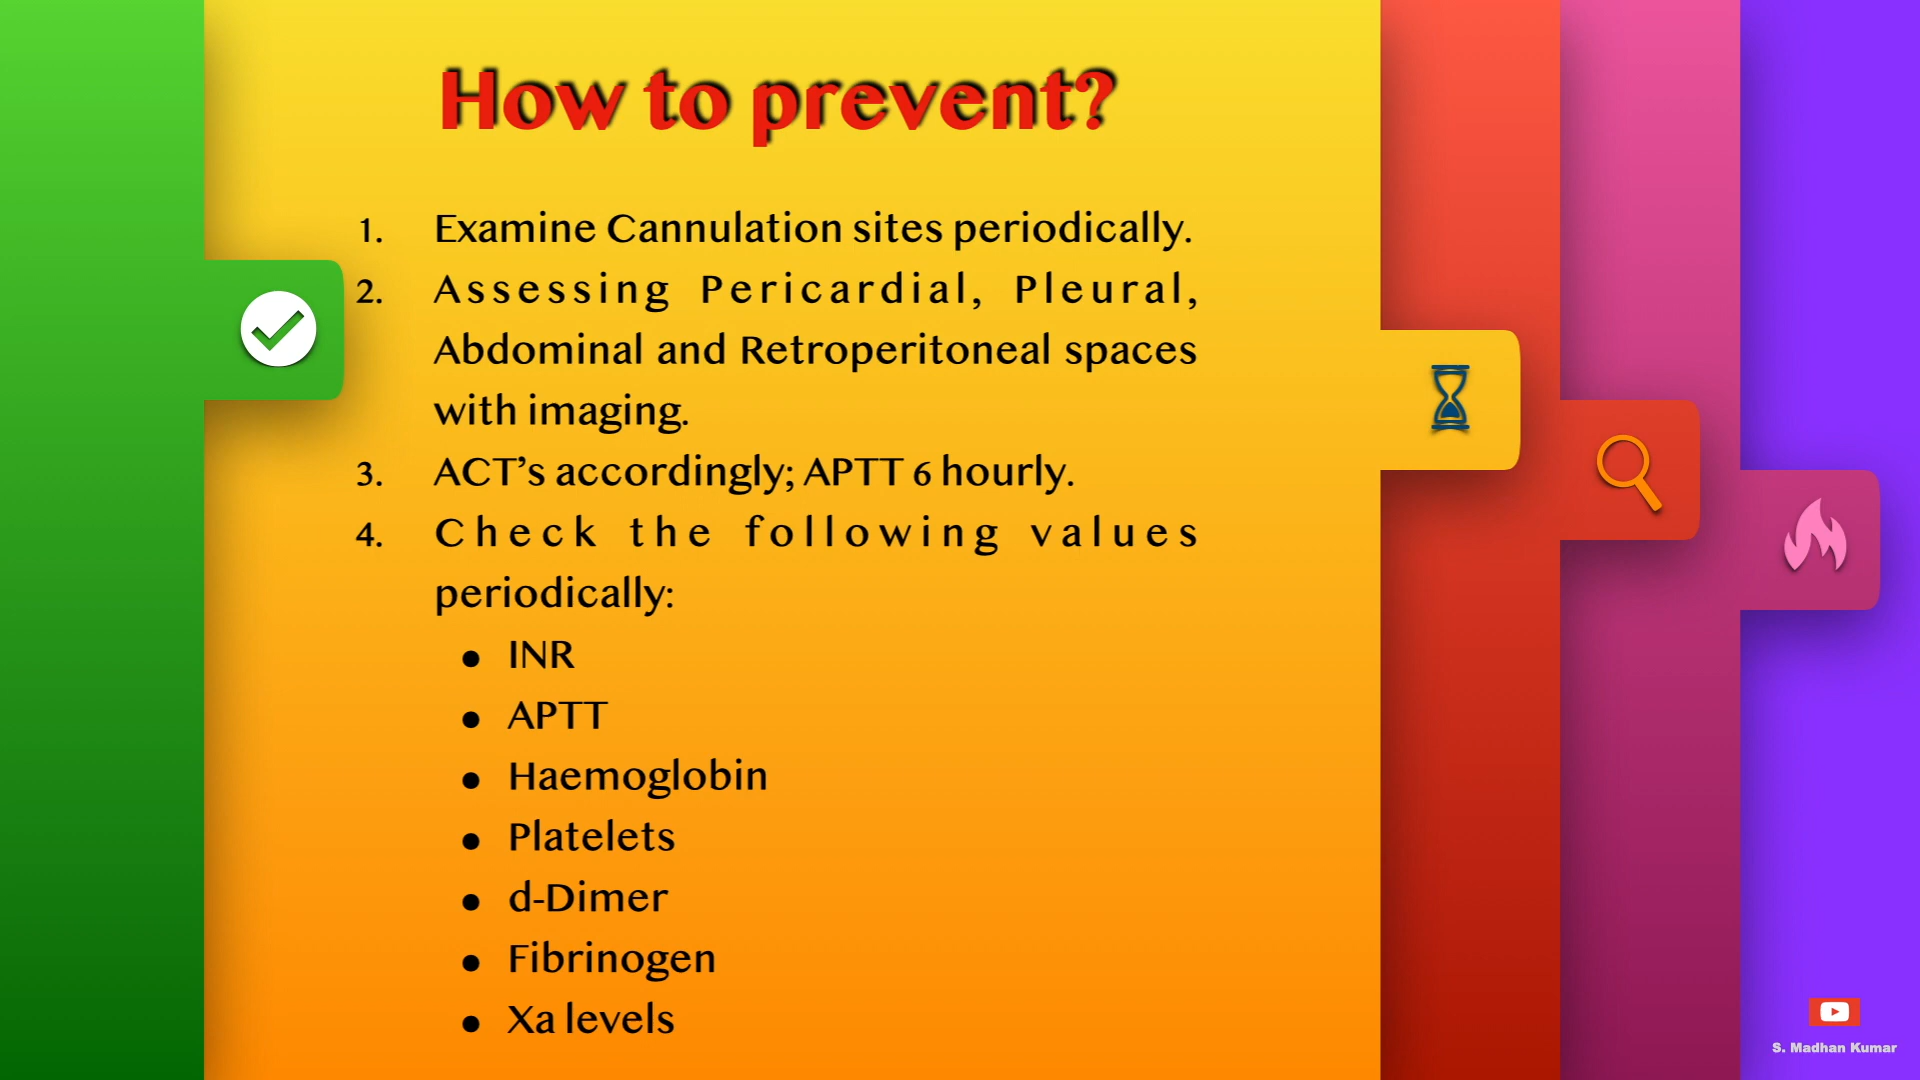 How to prevent?
1. Examine Cannulation sites periodically.
2. Assessing Pericardial, Pleural,
Abdominal and Retroperitoneal spaces
with imaging.
3. ACT’s accordingly; APTT 6 hourly.
4. Check the following values
periodically:
● INR
● APTT
● Haemoglobin
● Platelets
● d-Dimer
● Fibrinogen
● Xa levels
S. Madhan Kumar